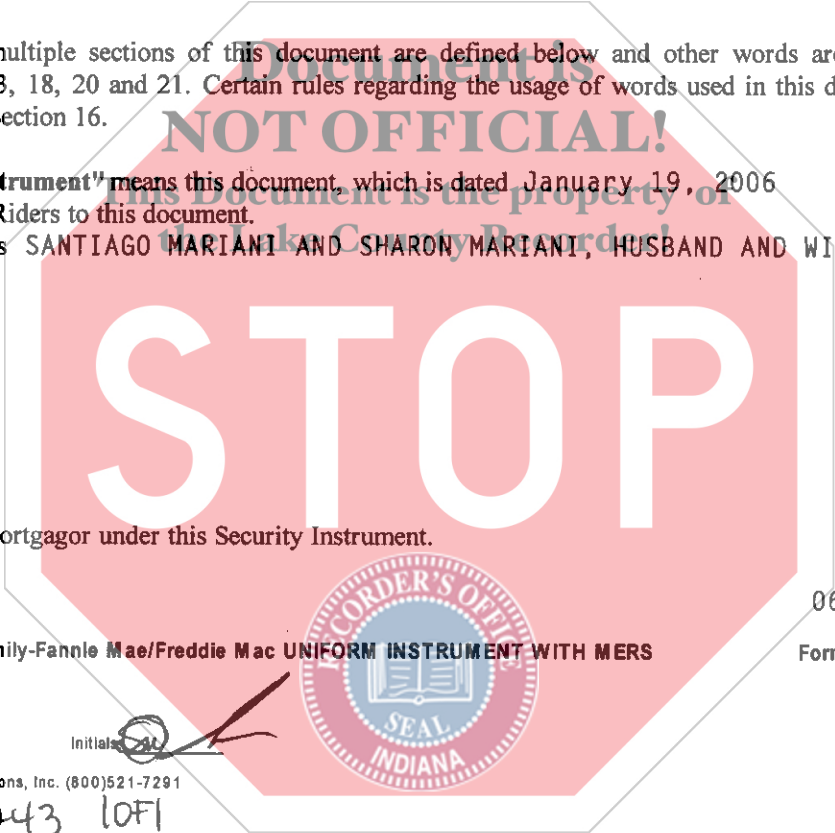 multiple sections of this document are defined below and other words are
3, 18, 20 and 21. Certain rules regarding the usage of words used in this d
ection 16.
Document is
NOT OFFICIAL!
This Document is the property of
the Lake County Recorder!
trument" means this document, which is dated January 19, 2006
Riders to this document.
s SANTIAGO MARIANI AND SHARON MARIANI, HUSBAND AND WI
STOP
ortgagor under this Security Instrument.
06
nily-Fannie Mae/Freddie Mac UNIFORM INSTRUMENT WITH MERS
Forr
RECORDER'S OFFICE
SEAL
INDIANA
Initials
ons, Inc. (800)521-7291
43 1OF1